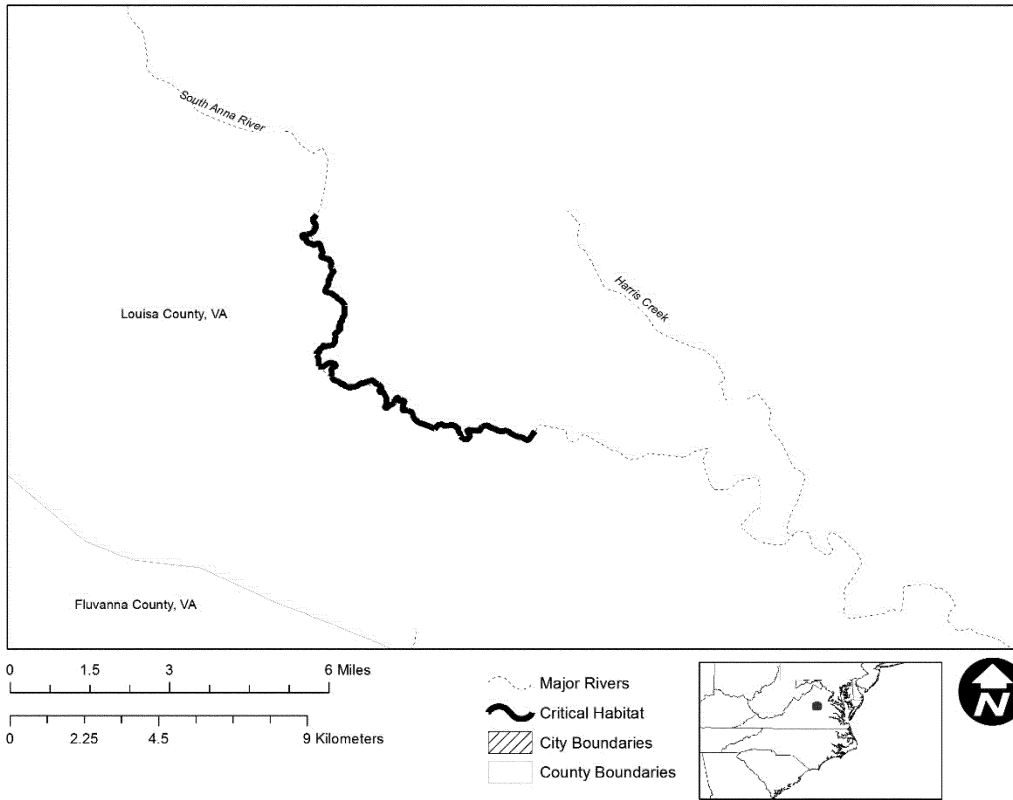 South Anna River
Harris Creek
Louisa County, VA
Fluvanna County, VA
0 1.5 3 6 Miles
0 2.25 4.5 9 Kilometers
Major Rivers
Critical Habitat
City Boundaries
County Boundaries
N